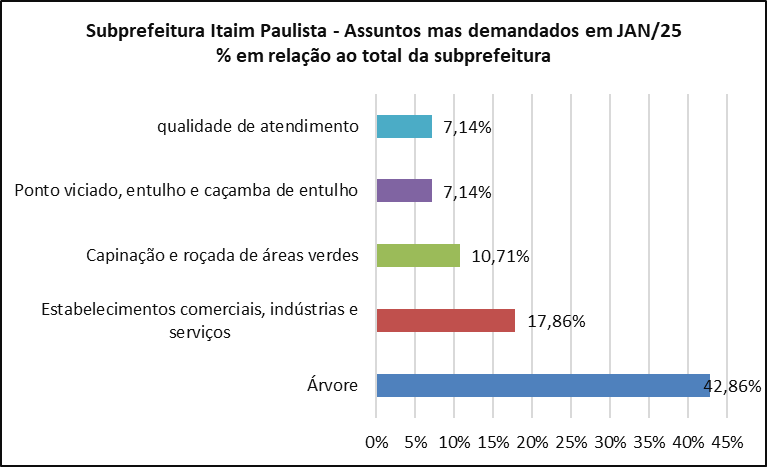 Subprefeitura Itaim Paulista - Assuntos mas demandados em JAN/25
% em relação ao total da subprefeitura
qualidade de atendimento
7,14%
Ponto viciado, entulho e caçamba de entulho
7,14%
Capinação e roçada de áreas verdes
10,71%
Estabelecimentos comerciais, indústrias e
serviços
17,86%
Árvore
42,86%
0% 5% 10% 15% 20% 25% 30% 35% 40% 45%